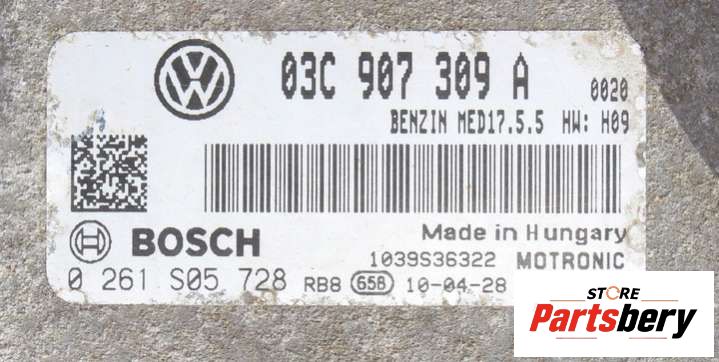 03C 907 309 A 0020
BENZIN MED17.5.5 HW: H09
BOSCH
Made in Hungary
1039S36322 MOTRONIC
0 261 S05 728 RB8 65B 10-04-28
STORE
Partsbery